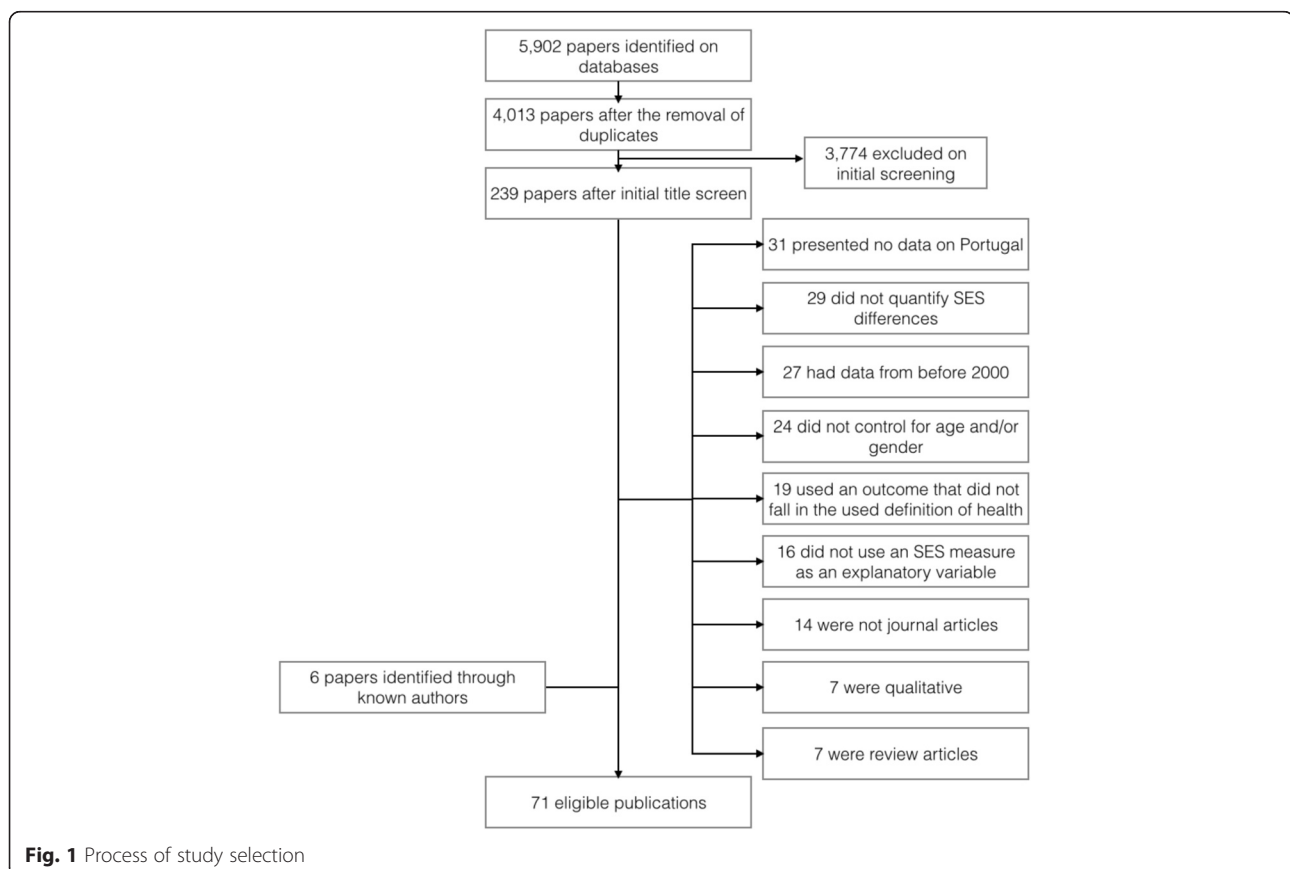 5,902 papers identified on
databases
4,013 papers after the removal of
duplicates
3,774 excluded on
initial screening
239 papers after initial title screen
31 presented no data on Portugal
29 did not quantify SES
differences
27 had data from before 2000
24 did not control for age and/or
gender
19 used an outcome that did not
fall in the used definition of health
16 did not use an SES measure
as an explanatory variable
14 were not journal articles
6 papers identified through
known authors
7 were qualitative
7 were review articles
71 eligible publications
Fig. 1 Process of study selection